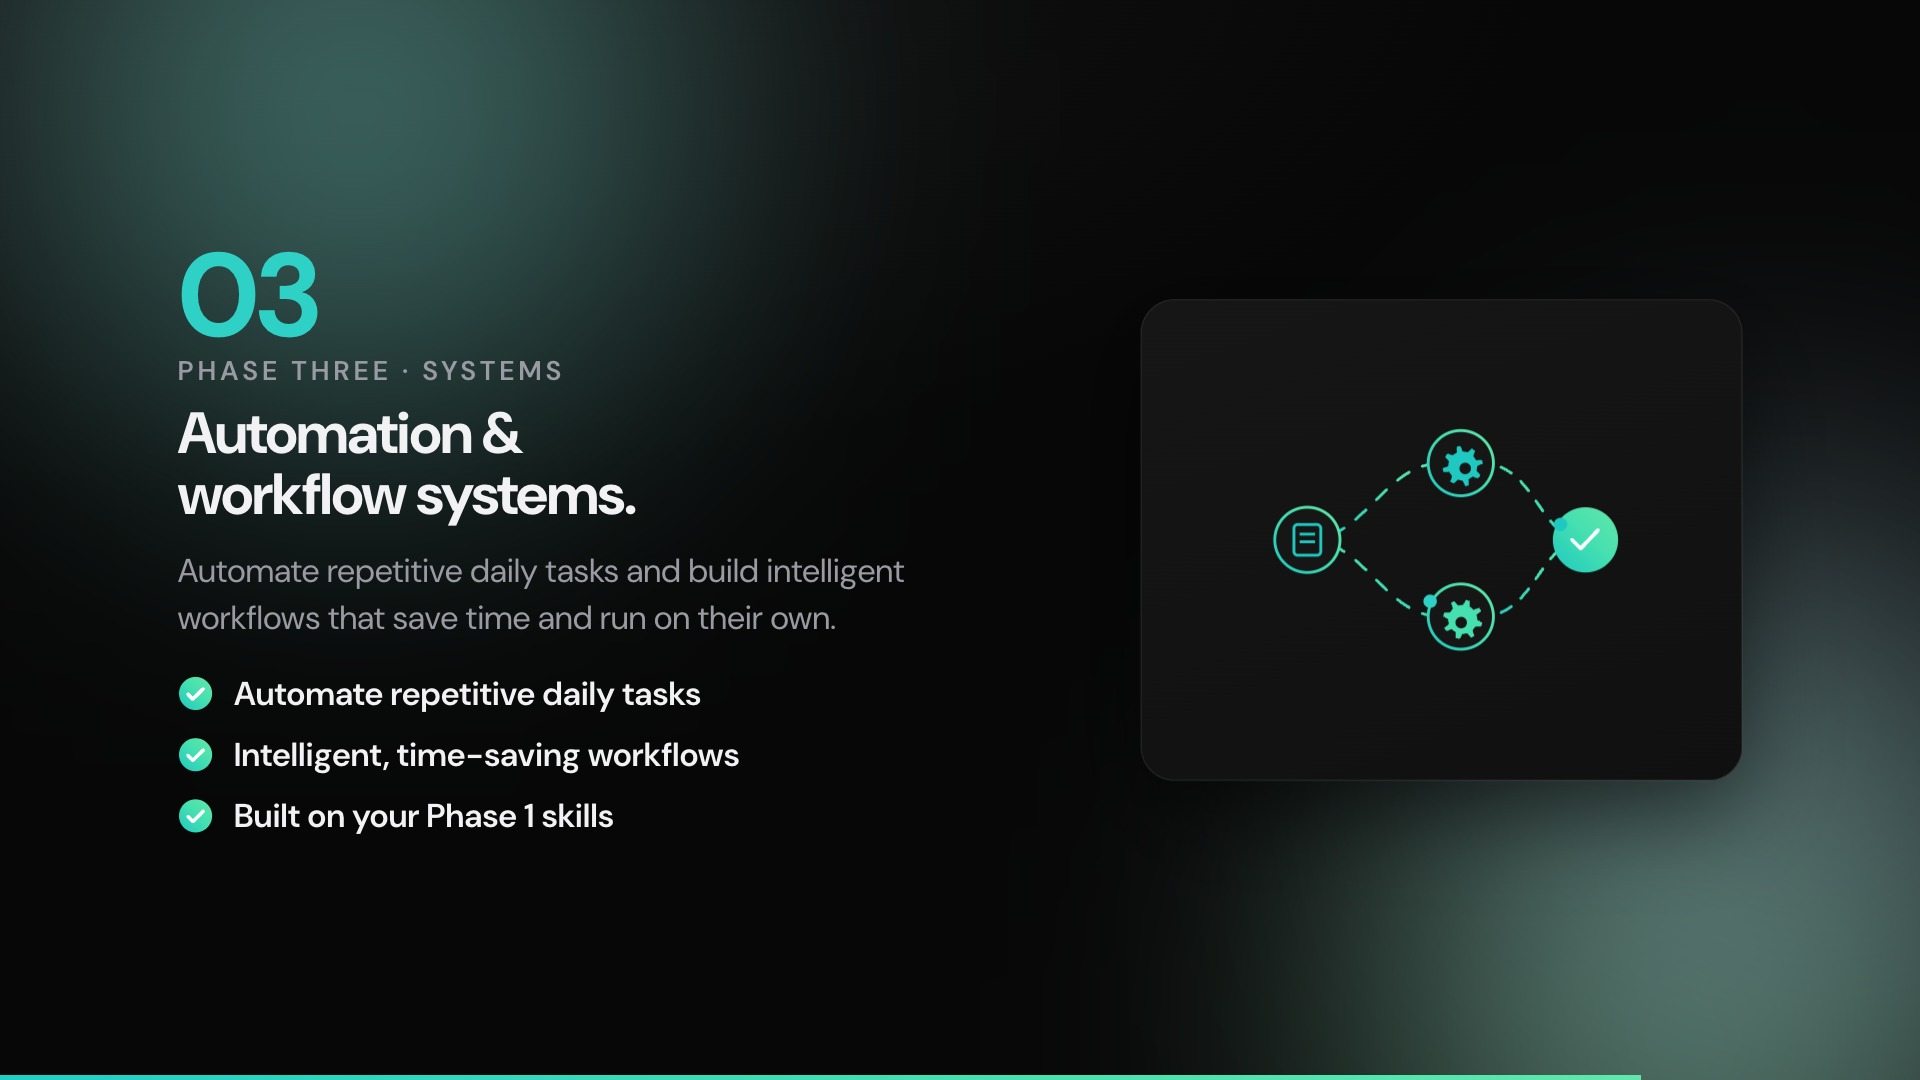 03
PHASE THREE · SYSTEMS
Automation &
workflow systems.
Automate repetitive daily tasks and build intelligent
workflows that save time and run on their own.
Automate repetitive daily tasks
Intelligent, time-saving workflows
Built on your Phase 1 skills